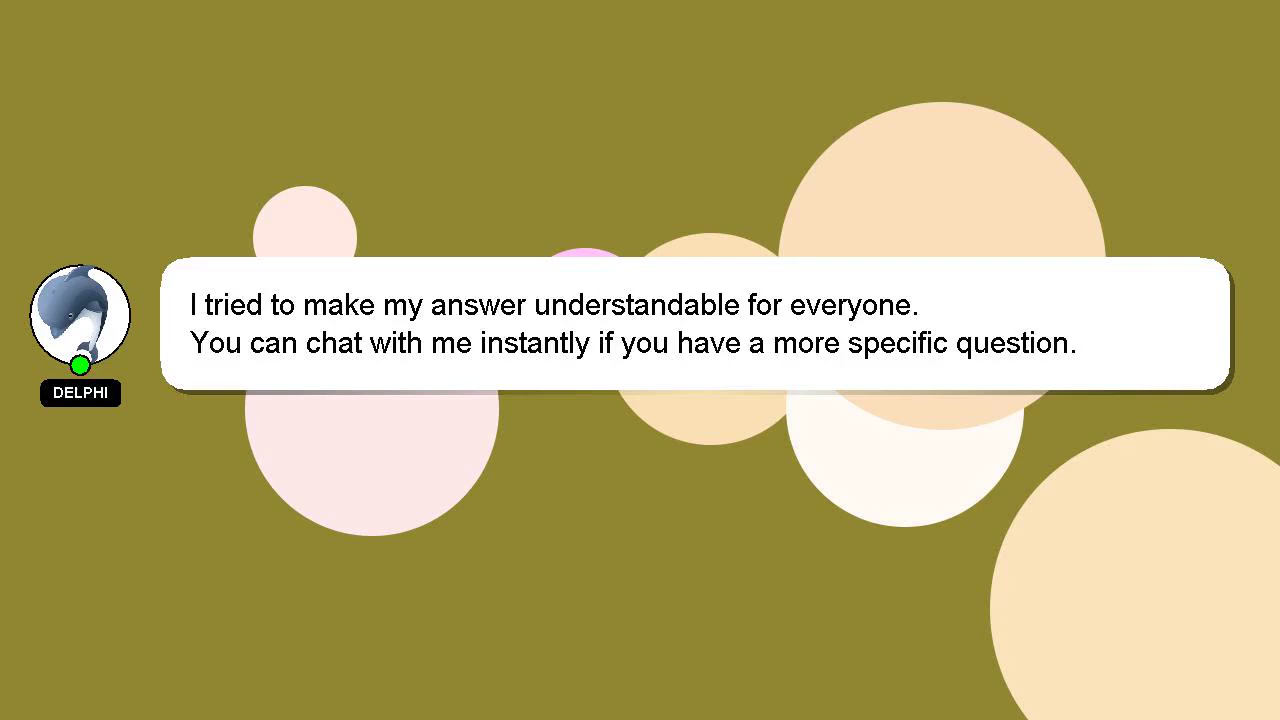 I tried to make my answer understandable for everyone.
You can chat with me instantly if you have a more specific question.
DELPHI